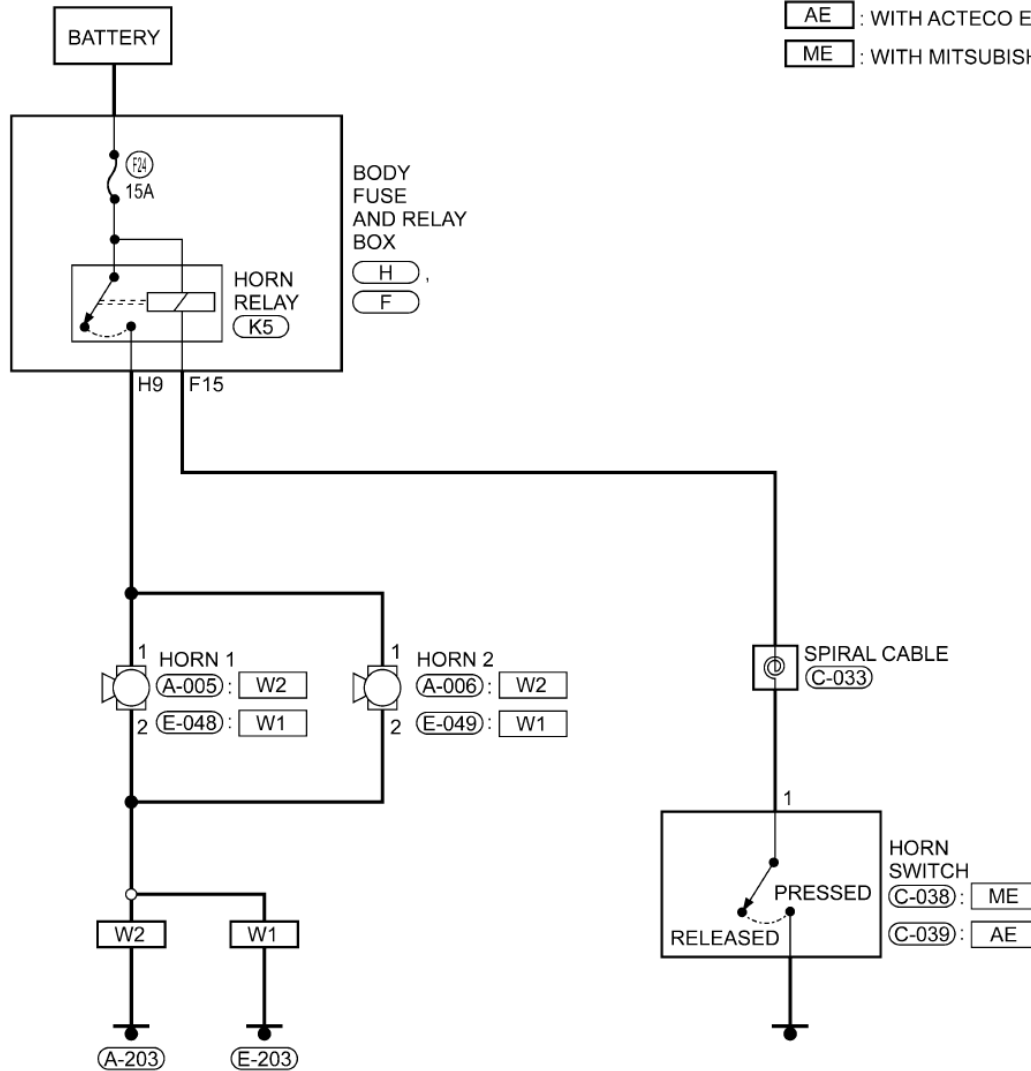 AE : WITH ACTECO E
ME : WITH MITSUBISH
BATTERY
F24
15A
BODY
FUSE
AND RELAY
BOX
H ,
F
HORN
RELAY
K5
H9 F15
1 HORN 1
A-005 : W2
2 E-048 : W1
1 HORN 2
A-006 : W2
2 E-049 : W1
SPIRAL CABLE
C-033
1
HORN
SWITCH
PRESSED
RELEASED
C-038 : ME
C-039 : AE
W2 W1
A-203 E-203